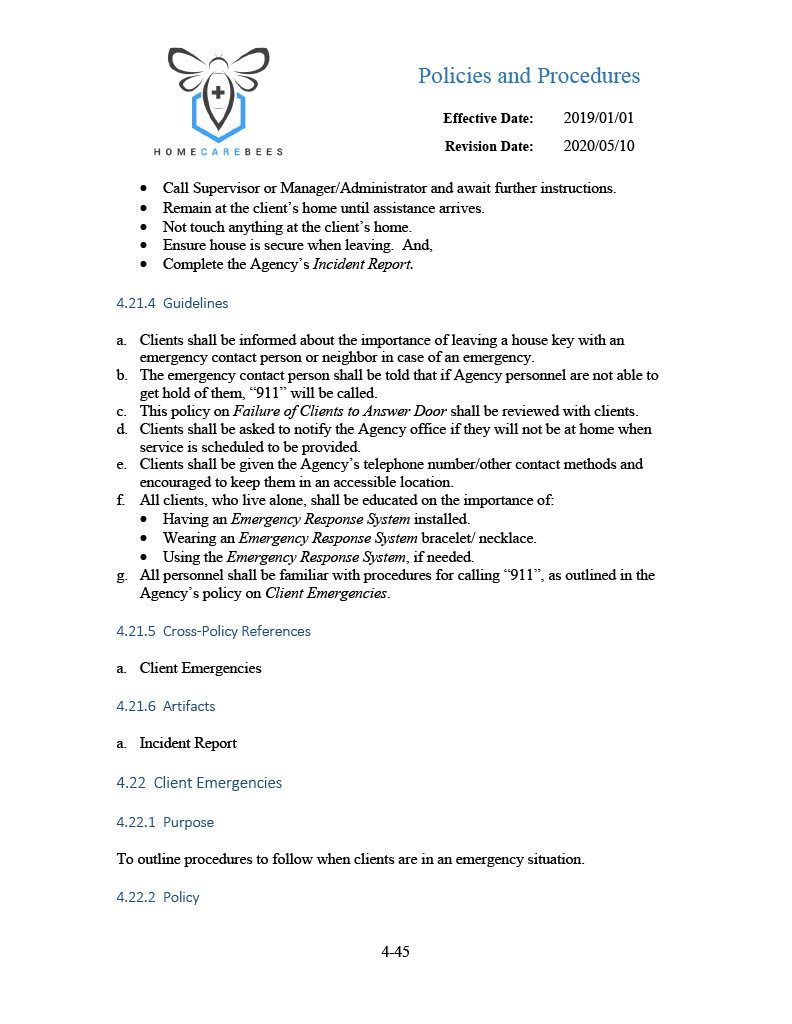 Policies and Procedures
Effective Date: 2019/01/01
Revision Date: 2020/05/10
HOMECAREBEES
• Call Supervisor or Manager/Administrator and await further instructions.
• Remain at the client’s home until assistance arrives.
• Not touch anything at the client’s home.
• Ensure house is secure when leaving.  And,
• Complete the Agency’s Incident Report.
4.21.4  Guidelines
a. Clients shall be informed about the importance of leaving a house key with an
emergency contact person or neighbor in case of an emergency.
b. The emergency contact person shall be told that if Agency personnel are not able to
get hold of them, “911” will be called.
c. This policy on Failure of Clients to Answer Door shall be reviewed with clients.
d. Clients shall be asked to notify the Agency office if they will not be at home when
service is scheduled to be provided.
e. Clients shall be given the Agency’s telephone number/other contact methods and
encouraged to keep them in an accessible location.
f. All clients, who live alone, shall be educated on the importance of:
• Having an Emergency Response System installed.
• Wearing an Emergency Response System bracelet/ necklace.
• Using the Emergency Response System, if needed.
g. All personnel shall be familiar with procedures for calling “911”, as outlined in the
Agency’s policy on Client Emergencies.
4.21.5  Cross-Policy References
a. Client Emergencies
4.21.6  Artifacts
a. Incident Report
4.22  Client Emergencies
4.22.1  Purpose
To outline procedures to follow when clients are in an emergency situation.
4.22.2  Policy
4-45